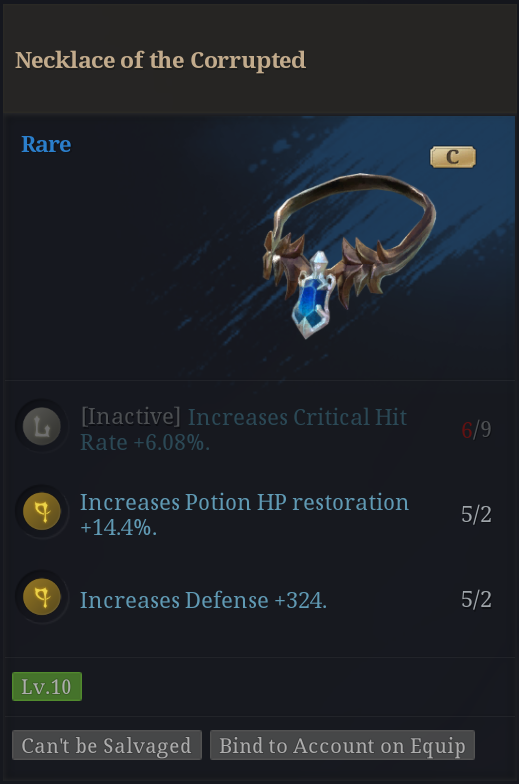 Necklace of the Corrupted
Rare
C
[Inactive] Increases Critical Hit
Rate +6.08%.
6/9
Increases Potion HP restoration
+14.4%.
5/2
Increases Defense +324.
5/2
Lv.10
Can't be Salvaged
Bind to Account on Equip